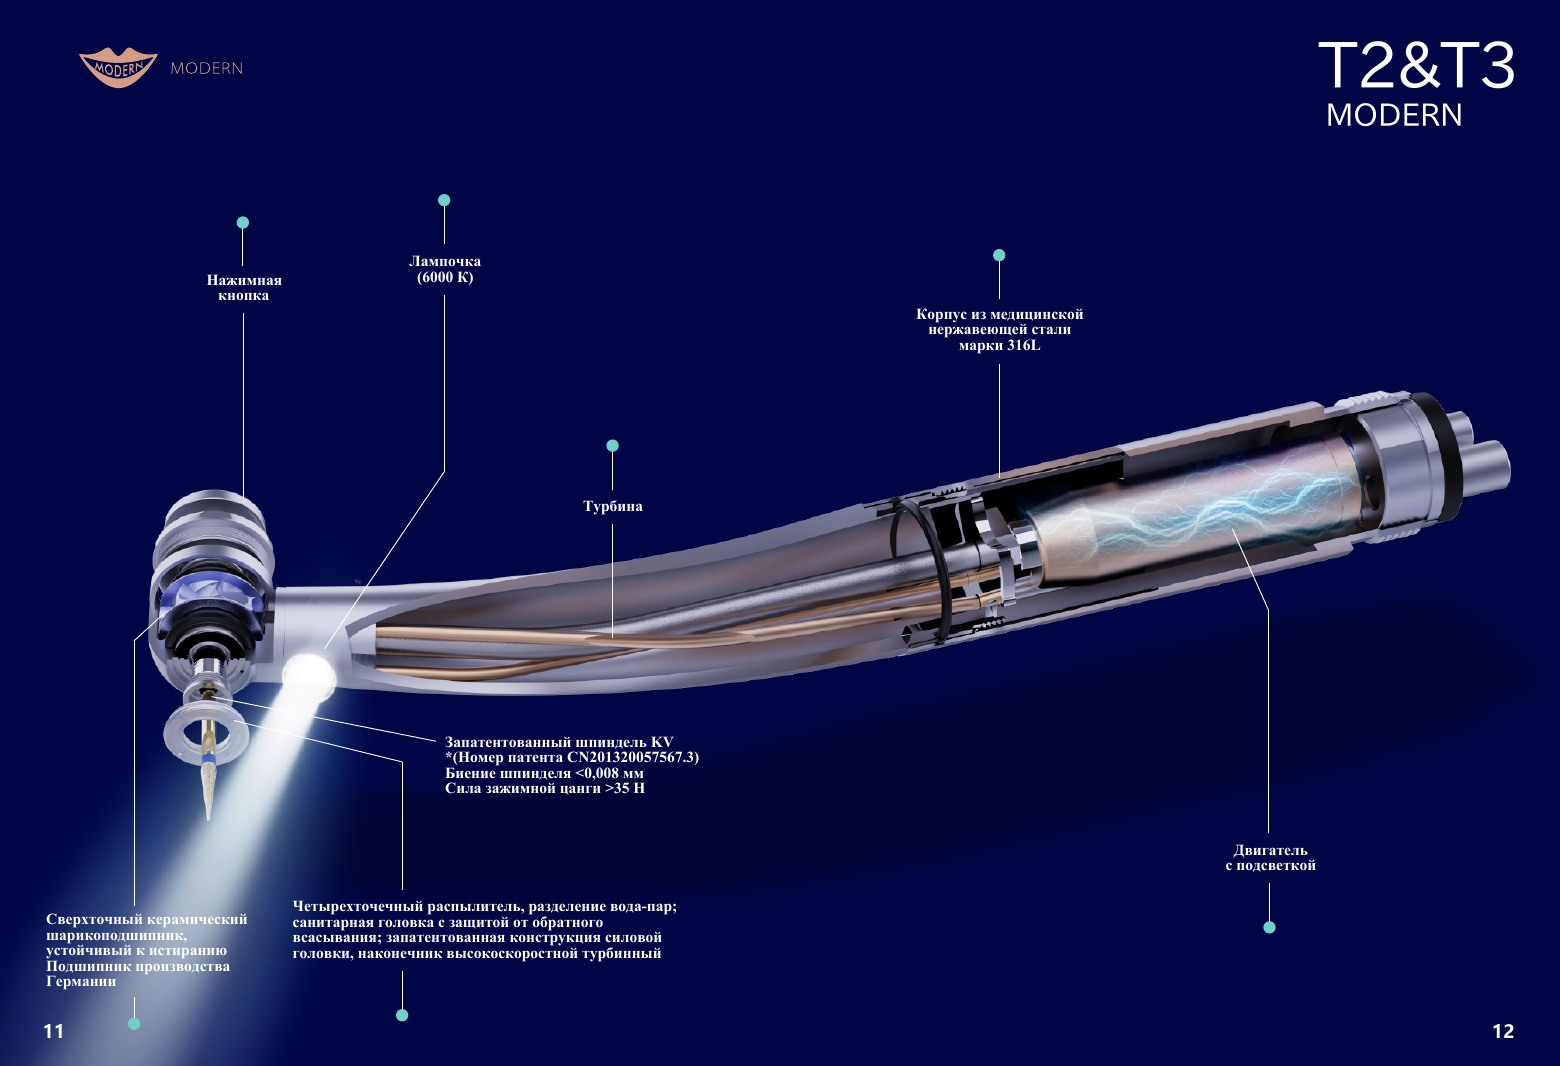 MODERN
MODERN
T2&T3
MODERN
Нажимная
кнопка
Лампочка
(6000 К)
Корпус из медицинской
нержавеющей стали
марки 316L
Турбина
Запатентованный шпиндель KV
*(Номер патента CN201320057567.3)
Биение шпинделя <0,008 мм
Сила зажимной цанги >35 Н
Двигатель
с подсветкой
Сверхточный керамический
шарикоподшипник,
устойчивый к истиранию
Подшипник производства
Германии
Четырехточечный распылитель, разделение вода-пар;
санитарная головка с защитой от обратного
всасывания; запатентованная конструкция силовой
головки, наконечник высокоскоростной турбинный
11
12